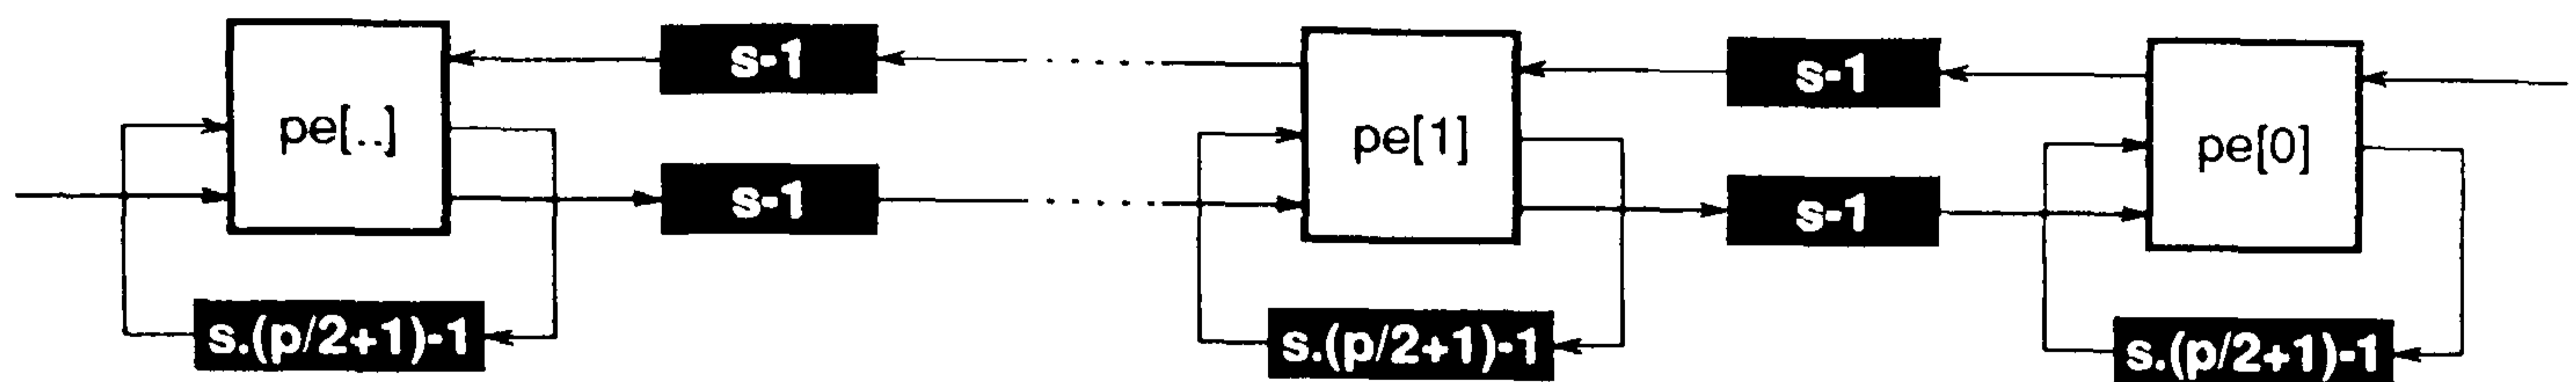 s-1 s-1
pe[..] pe[1] pe[0]
s-1 s-1
s.(p/2+1)-1 s.(p/2+1)-1 s.(p/2+1)-1